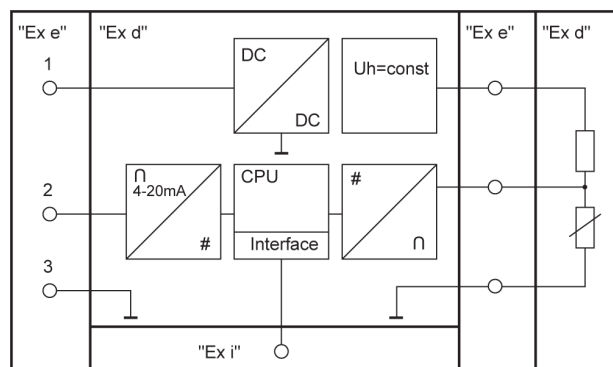 "Ex e" "Ex d" "Ex e" "Ex d"
1
DC
DC
Uh=const
2
∩
4-20mA
#
CPU
Interface
#
∩
3
"Ex i"